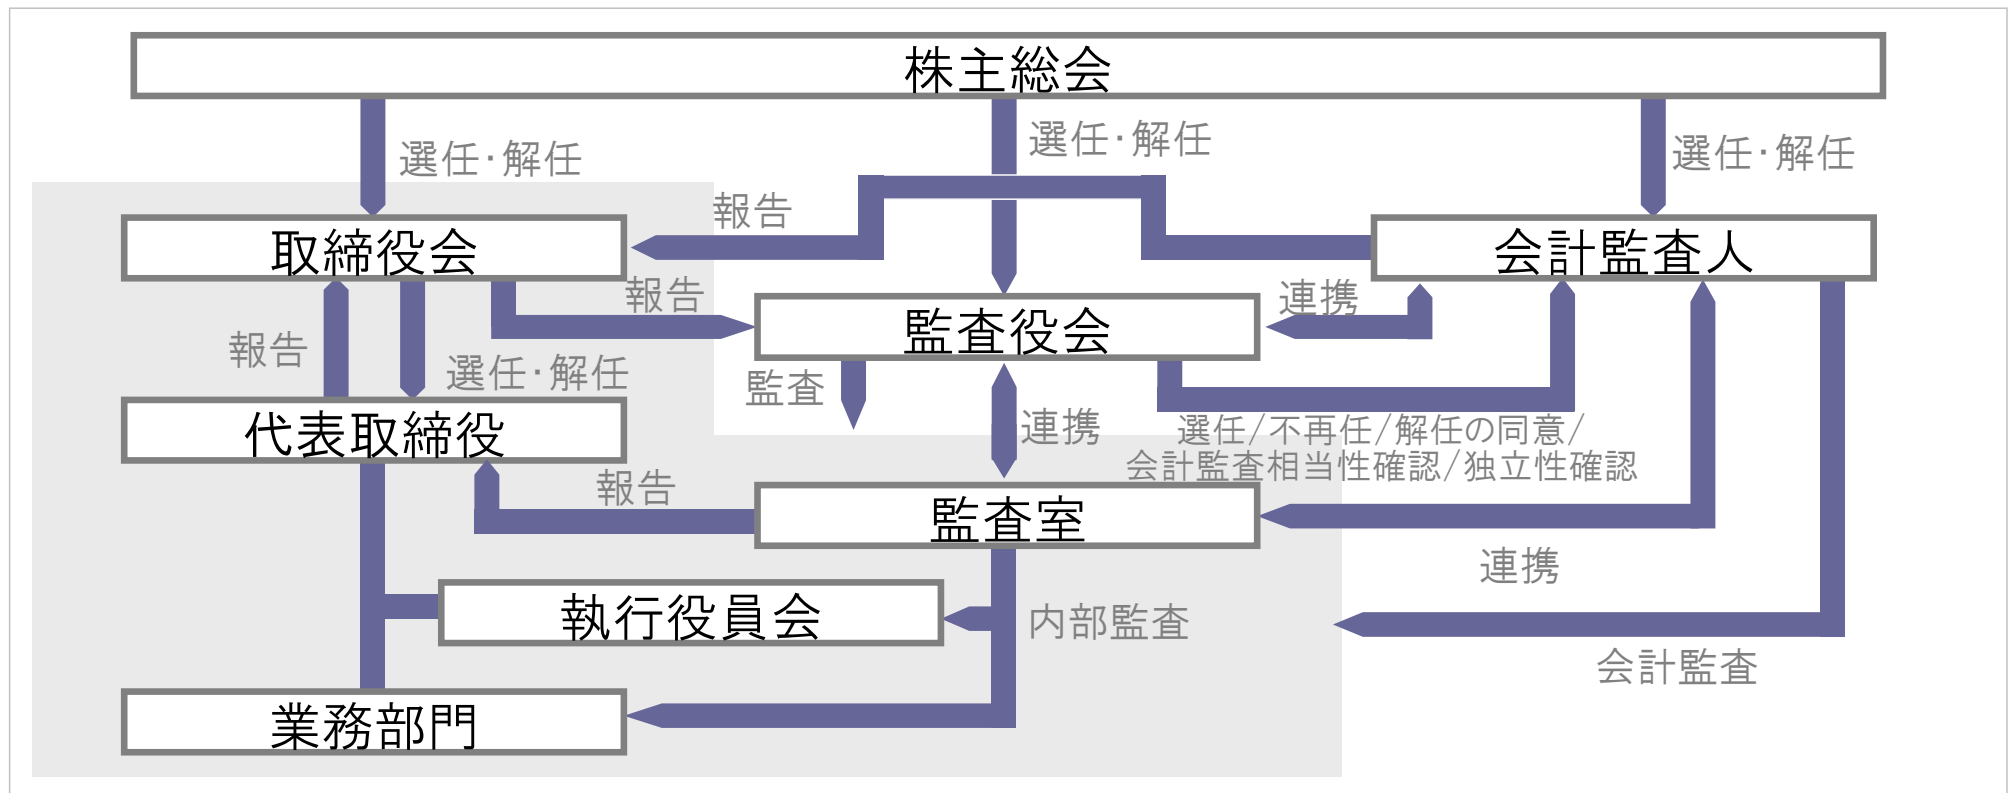 株主総会
選任・解任
選任・解任
選任・解任
報告
取締役会
会計監査人
報告
連携
監査役会
報告
選任・解任
監査
連携
選任/不再任/解任の同意/
会計監査相当性確認/独立性確認
代表取締役
報告
監査室
連携
執行役員会
内部監査
会計監査
業務部門